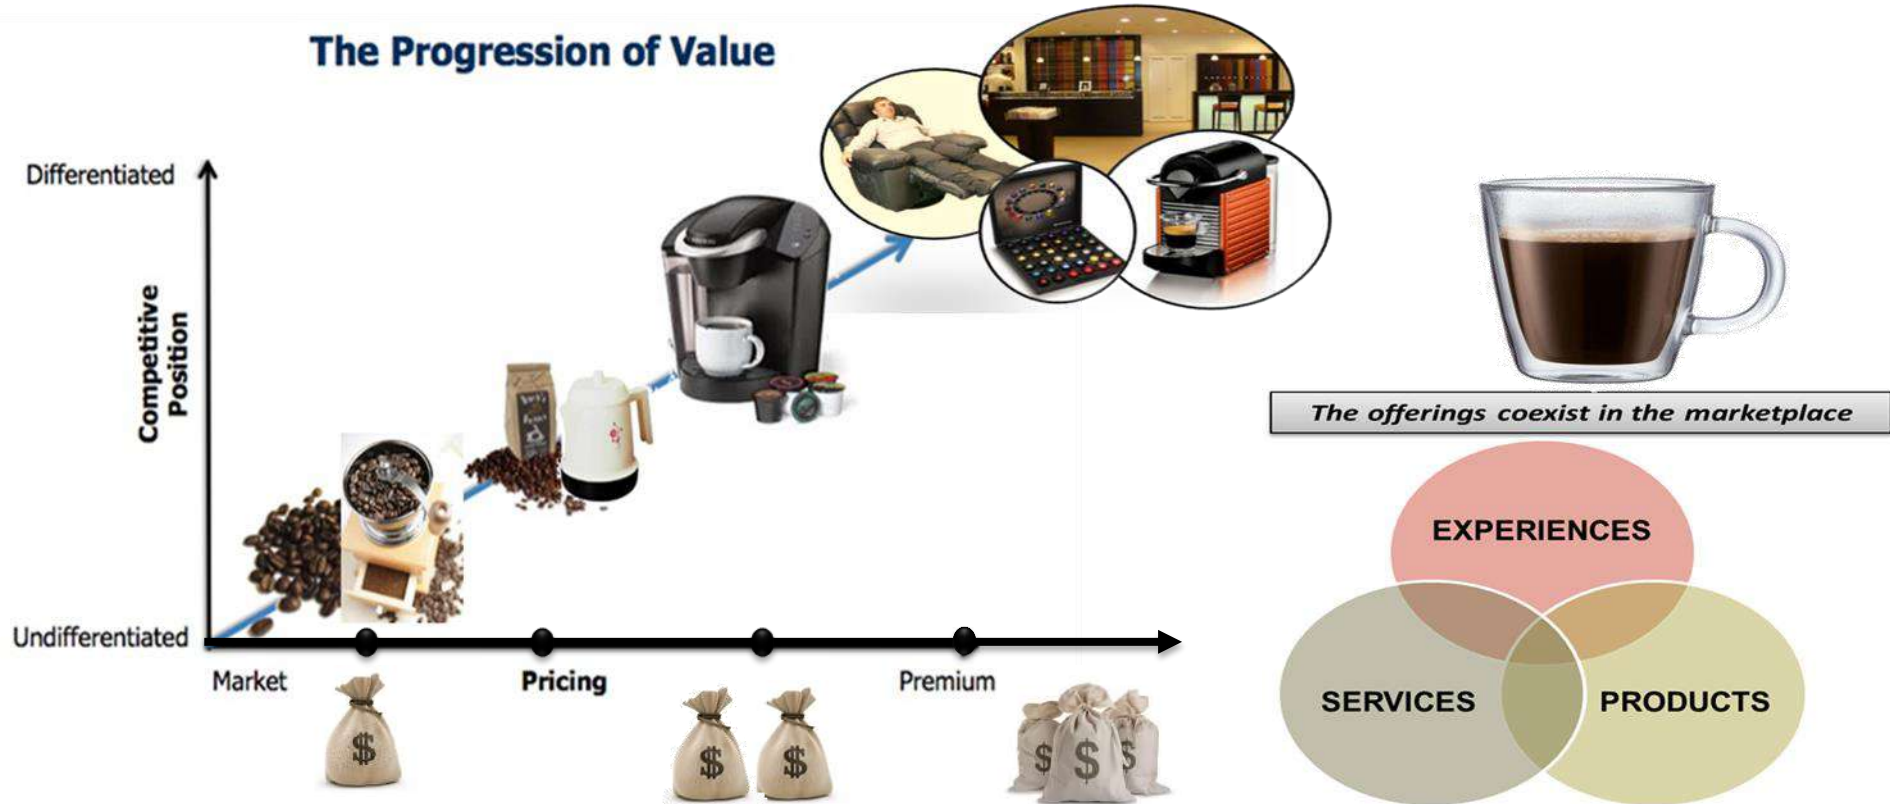 The Progression of Value
Differentiated
Competitive
Position
Undifferentiated
Market
Pricing
Premium
$
$
$
$
$
$
The offerings coexist in the marketplace
EXPERIENCES
SERVICES
PRODUCTS